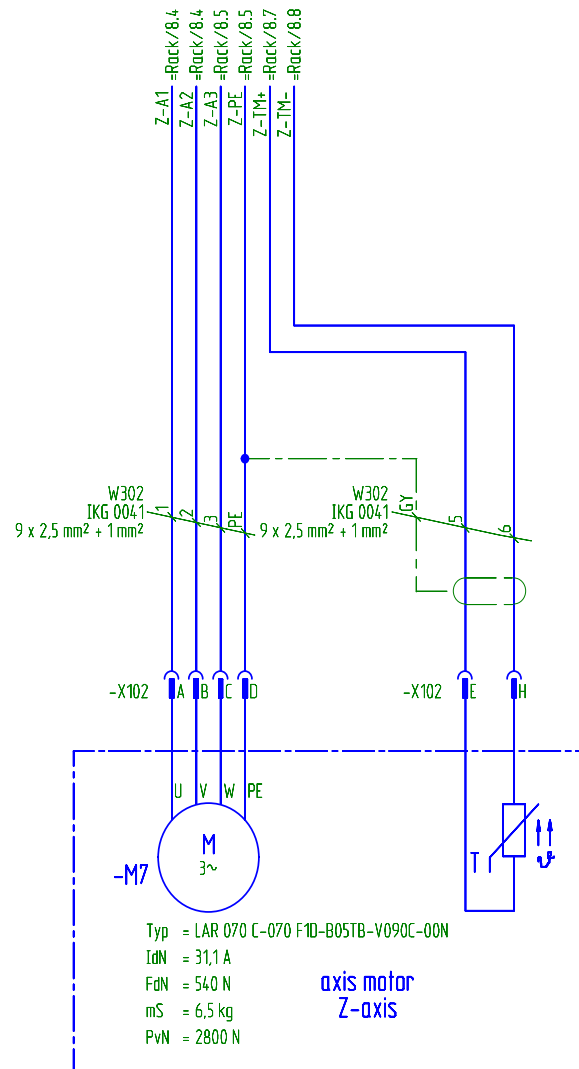 =Rack/8.4
=Rack/8.4
=Rack/8.5
=Rack/8.5
=Rack/8.7
=Rack/8.8
Z-A1
Z-A2
Z-A3
Z-PE
Z-TM+
Z-TM-
W302
IKG 0041
9 x 2,5 mm² + 1 mm²
1
2
3
PE
W302
IKG 0041
9 x 2,5 mm² + 1 mm²
GY
5
6
-X102
A
B
C
D
-X102
E
H
U
V
W
PE
-M7
M
3~
T
ϑ
Typ = LAR 070 C-070 F1D-B05TB-V090C-00N
IdN = 31,1 A
FdN = 540 N
mS = 6,5 kg
PvN = 2800 N
axis motor
Z-axis